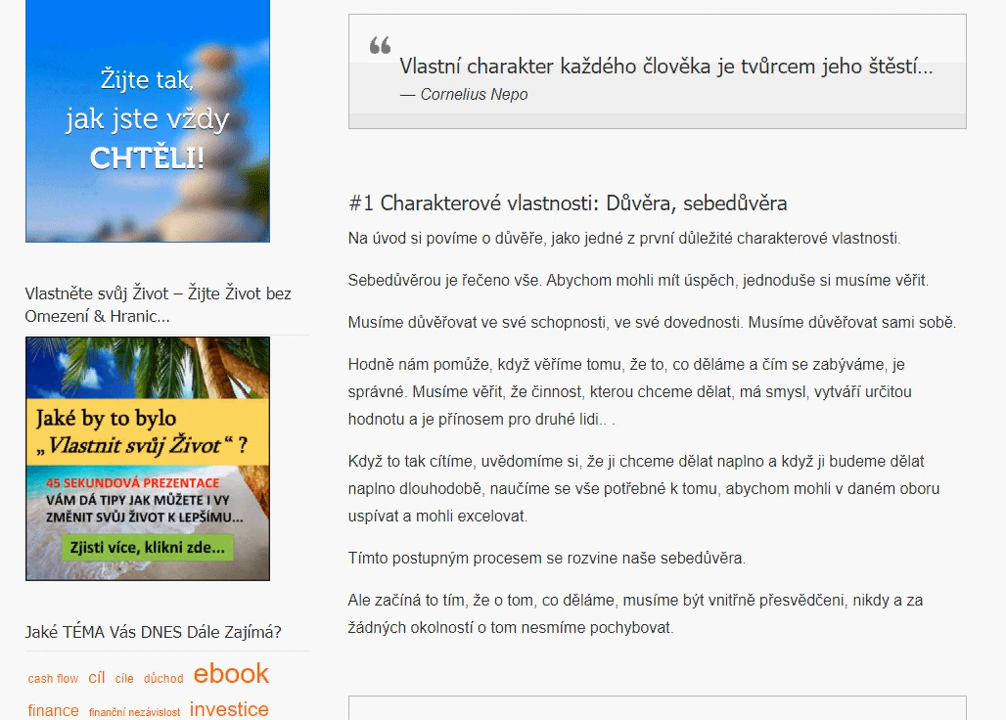 Žijte tak,
jak jste vždy
CHTĚLI!
Vlastněte svůj Život – Žijte Život bez
Omezení & Hranic...
Jaké by to bylo
„Vlastnit svůj Život“ ?
45 SEKUNDOVÁ PREZENTACE
VÁM DÁ TIPY JAK MŮŽETE I VY
ZMĚNIT SVŮJ ŽIVOT K LEPŠÍMU...
Zjisti více, klikni zde...
Jaké TÉMA Vás DNES Dále Zajímá?
cash flow cíl cíle důchod ebook
finance finanční nezávislost investice
“
Vlastní charakter každého člověka je tvůrcem jeho štěstí...
— Cornelius Nepo
#1 Charakterové vlastnosti: Důvěra, sebedůvěra
Na úvod si povíme o důvěře, jako jedné z první důležité charakterové vlastnosti.
Sebedůvěrou je řečeno vše. Abychom mohli mít úspěch, jednoduše si musíme věřit.
Musíme důvěřovat ve své schopnosti, ve své dovednosti. Musíme důvěřovat sami sobě.
Hodně nám pomůže, když věříme tomu, že to, co děláme a čím se zabýváme, je
správné. Musíme věřit, že činnost, kterou chceme dělat, má smysl, vytváří určitou
hodnotu a je přínosem pro druhé lidi.. .
Když to tak cítíme, uvědomíme si, že ji chceme dělat naplno a když ji budeme dělat
naplno dlouhodobě, naučíme se vše potřebné k tomu, abychom mohli v daném oboru
uspívat a mohli excelovat.
Tímto postupným procesem se rozvine naše sebedůvěra.
Ale začíná to tím, že o tom, co děláme, musíme být vnitřně přesvědčeni, nikdy a za
žádných okolností o tom nesmíme pochybovat.